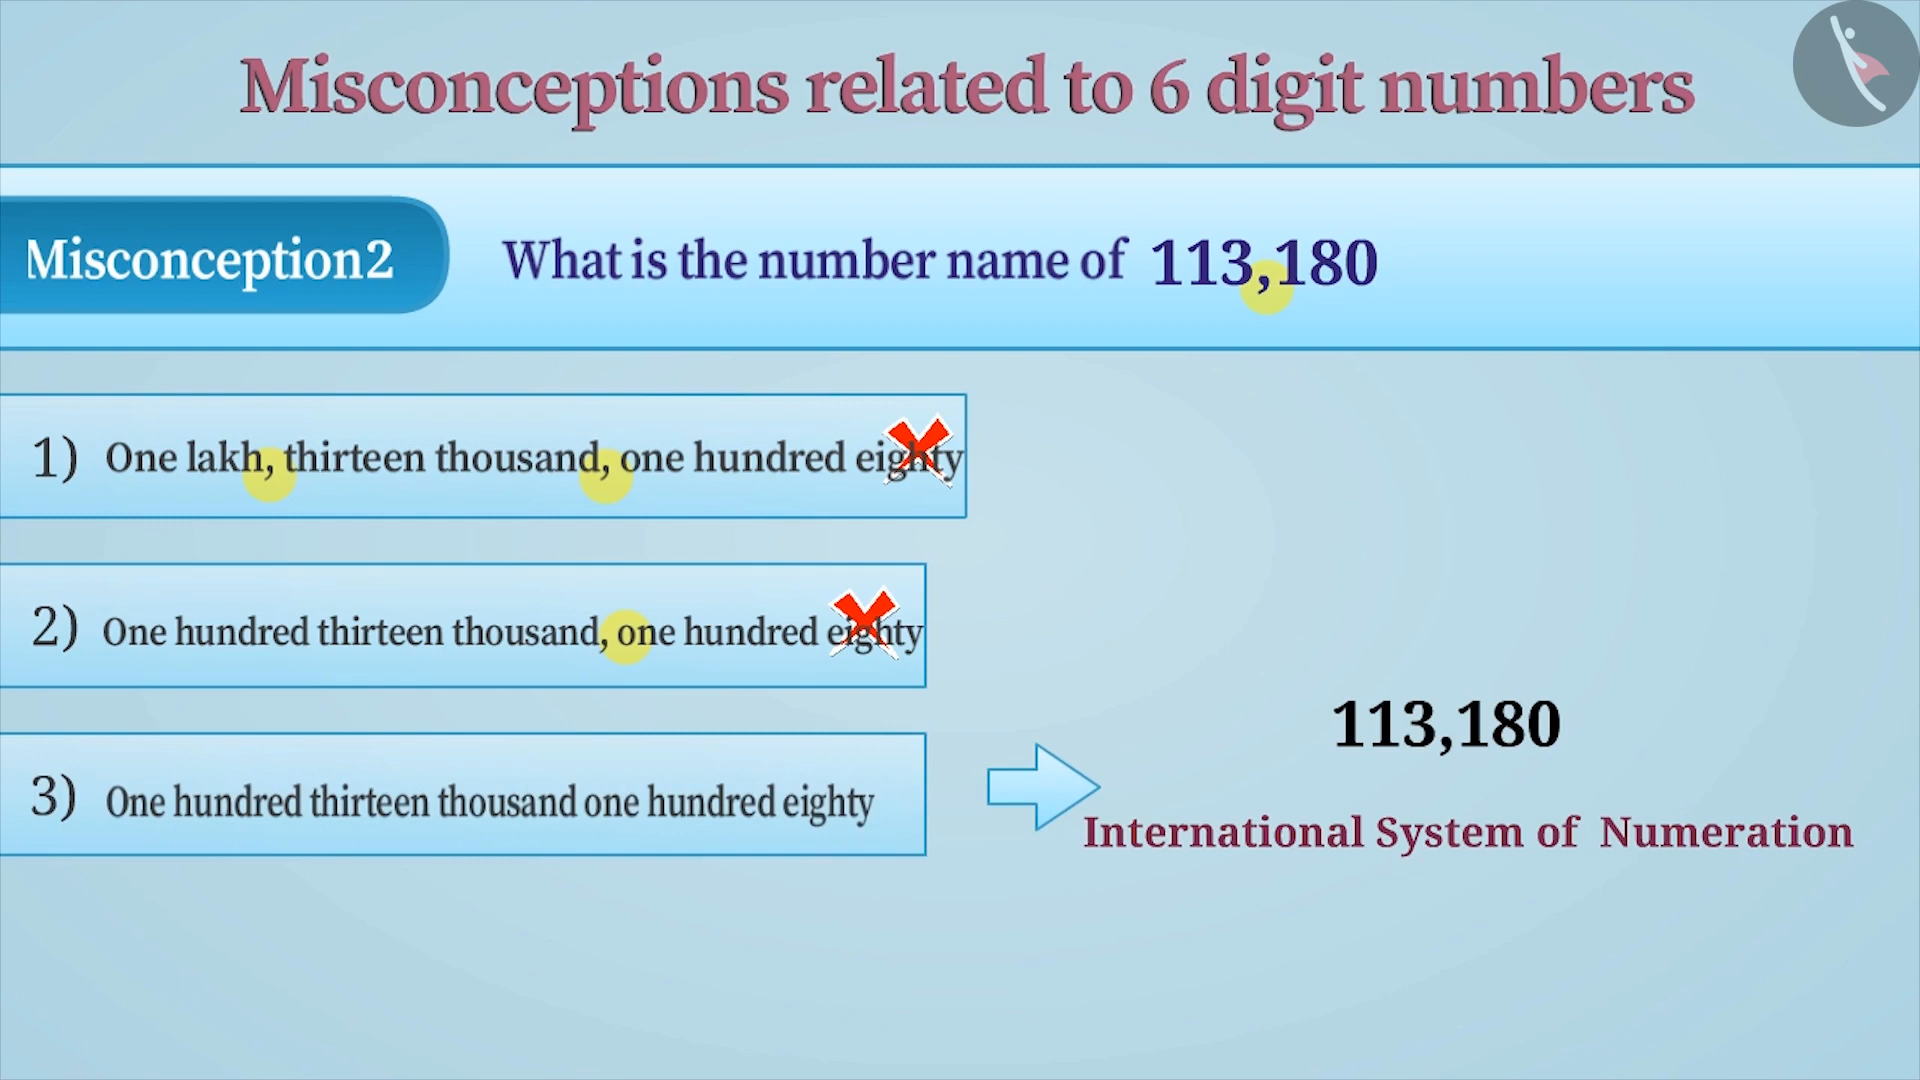 Misconceptions related to 6 digit numbers
Misconception2
What is the number name of 113,180
1) One lakh, thirteen thousand, one hundred eighty
2) One hundred thirteen thousand, one hundred eighty
3) One hundred thirteen thousand one hundred eighty
113,180
International System of Numeration